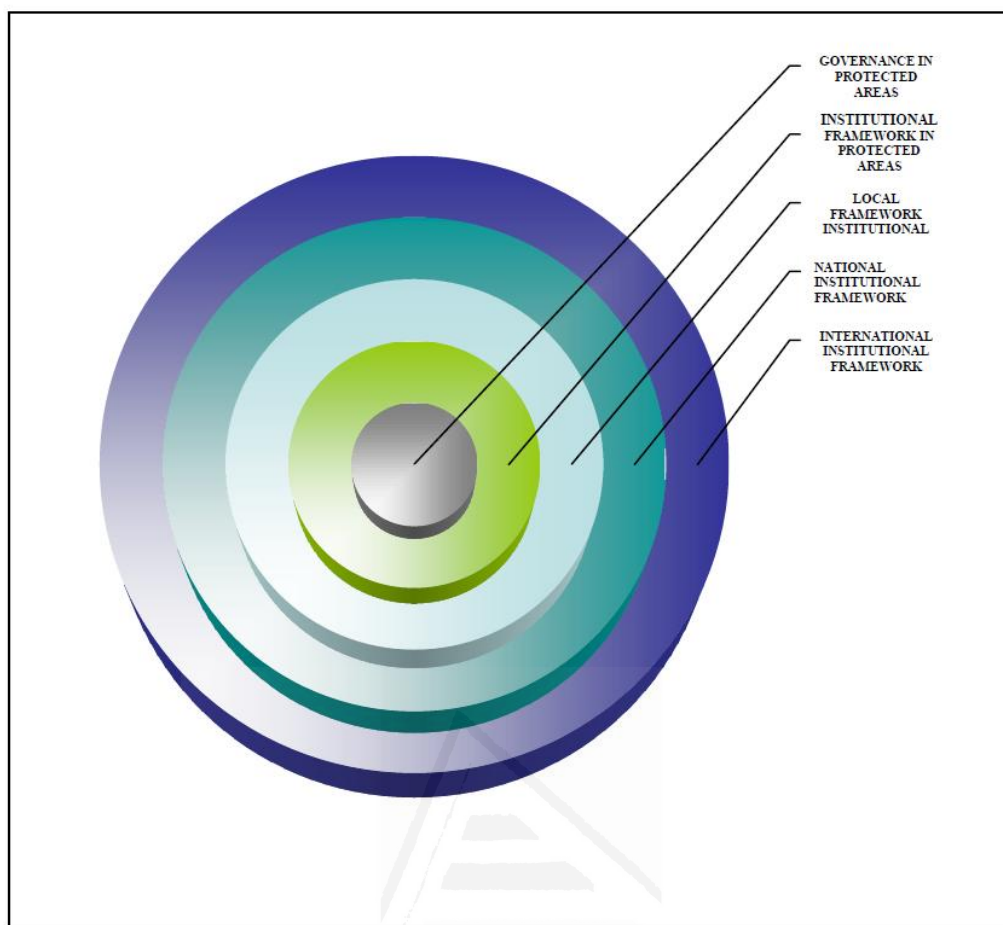 GOVERNANCE IN
PROTECTED
AREAS
INSTITUTIONAL
FRAMEWORK IN
PROTECTED
AREAS
LOCAL
FRAMEWORK
INSTITUTIONAL
NATIONAL
INSTITUTIONAL
FRAMEWORK
INTERNATIONAL
INSTITUTIONAL
FRAMEWORK